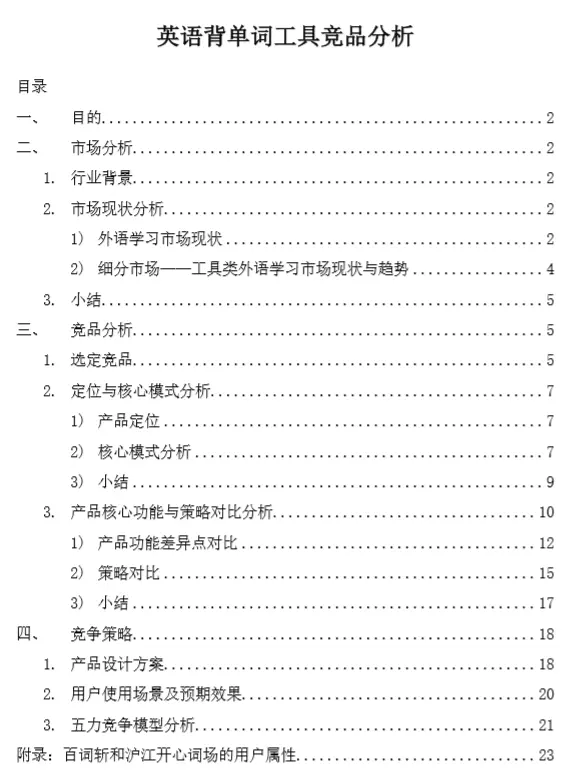 英语背单词工具竞品分析
目录
一、 目的........................................................2
二、 市场分析....................................................2
1. 行业背景....................................................2
2. 市场现状分析................................................2
1) 外语学习市场现状.........................................2
2) 细分市场——工具类外语学习市场现状与趋势.................4
3. 小结........................................................5
三、 竞品分析....................................................5
1. 选定竞品....................................................5
2. 定位与核心模式分析..........................................7
1) 产品定位.................................................7
2) 核心模式分析.............................................7
3) 小结.....................................................9
3. 产品核心功能与策略对比分析.................................10
1) 产品功能差异点对比......................................12
2) 策略对比................................................15
3) 小结....................................................17
四、 竞争策略...................................................18
1. 产品设计方案...............................................18
2. 用户使用场景及预期效果.....................................20
3. 五力竞争模型分析...........................................21
附录：百词斩和沪江开心词场的用户属性............................23